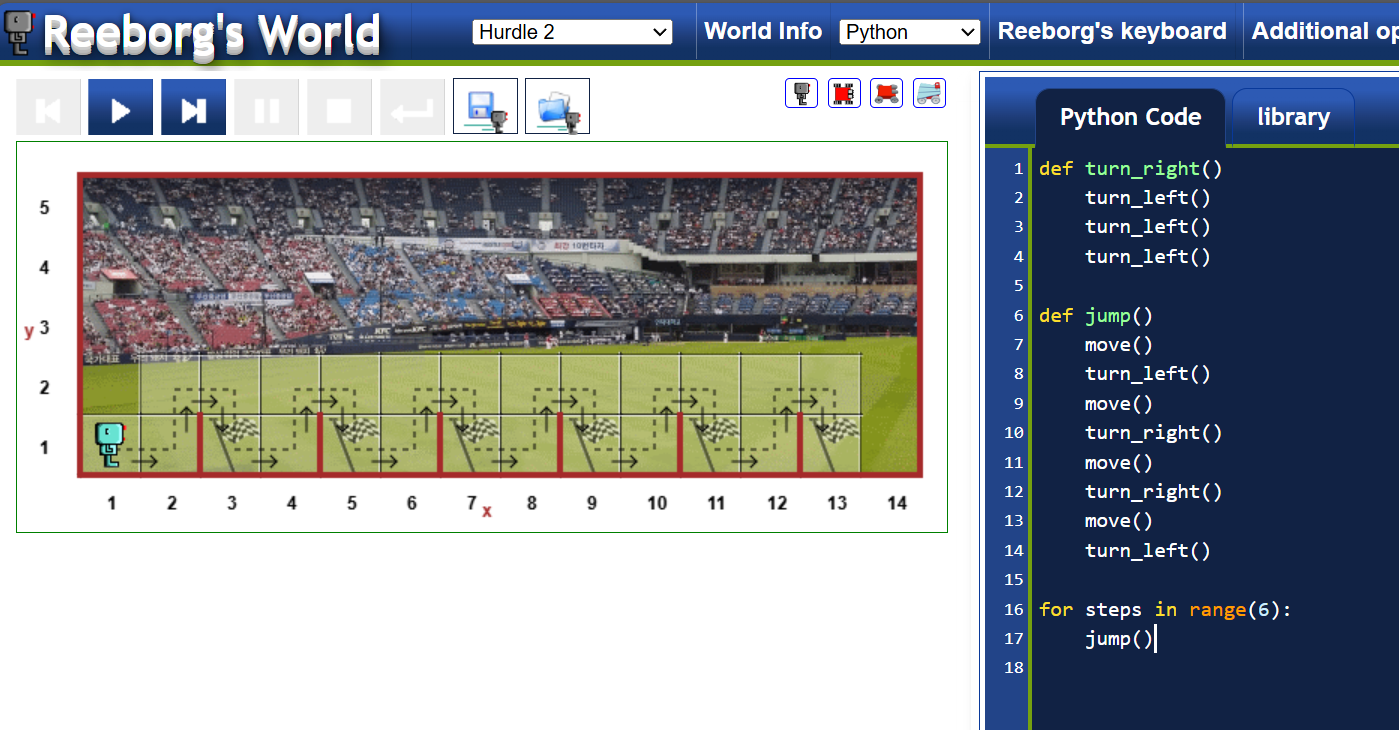 Reeborg's World
Hurdle 2
World Info
Python
Reeborg's keyboard
Additional op
Python Code
library
1 def turn_right()
2 turn_left()
3 turn_left()
4 turn_left()
5
6 def jump()
7 move()
8 turn_left()
9 move()
10 turn_right()
11 move()
12 turn_right()
13 move()
14 turn_left()
15
16 for steps in range(6):
17 jump()
18
5
4
y 3
2
1
1 2 3 4 5 6 7 8 9 10 11 12 13 14
x
KFC KFC